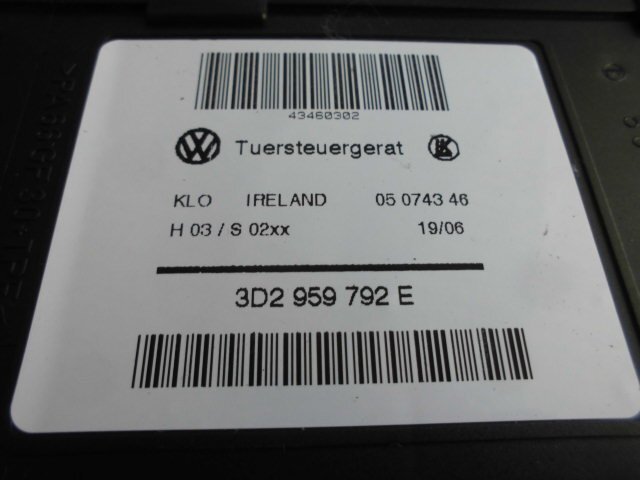 43460302
Tuersteuergerat
KLO IRELAND 05 0743 46
H 03 / S 02xx 19/06
3D2 959 792 E